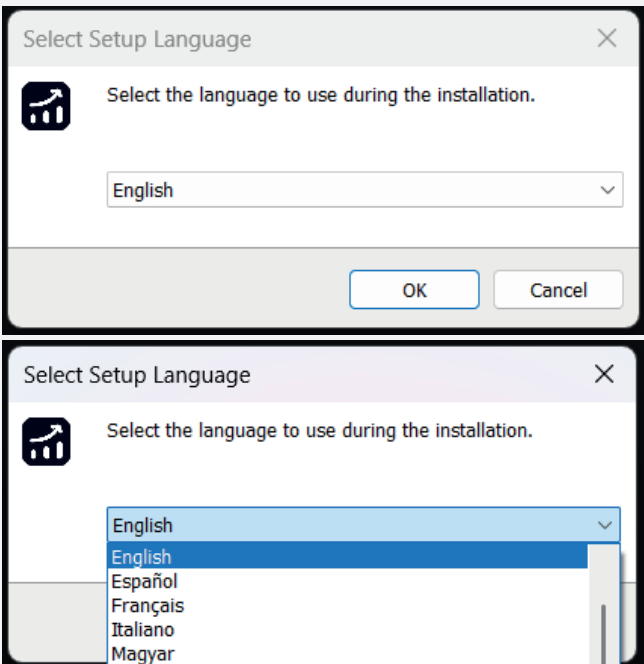 Select Setup Language
Select the language to use during the installation.
English
OK
Cancel
Select Setup Language
Select the language to use during the installation.
English
English
Español
Français
Italiano
Magyar